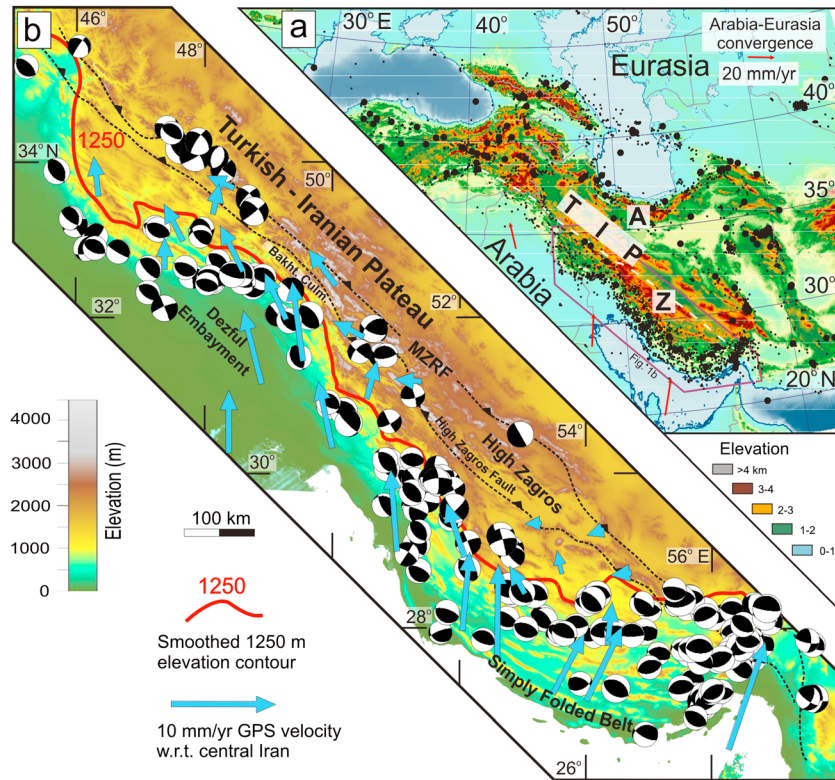 b
46°
48°
1250
34°N
Turkish - Iranian Plateau
50°
Bakht. Culm.
32°
Dezful
Embayment
52°
MZRF
30°
High Zagros Fault
High Zagros
54°
56°E
28°
Simply Folded Belt
26°
4000
3000
2000
1000
0
Elevation (m)
100 km
1250
Smoothed 1250 m
elevation contour
10 mm/yr GPS velocity
w.r.t. central Iran
a
30°E
40°
50°
Arabia-Eurasia
convergence
20 mm/yr
Eurasia
40°
35°
30°
20°N
T I P
A
Z
Arabia
Fig. 1b
Elevation
>4 km
3-4
2-3
1-2
0-1